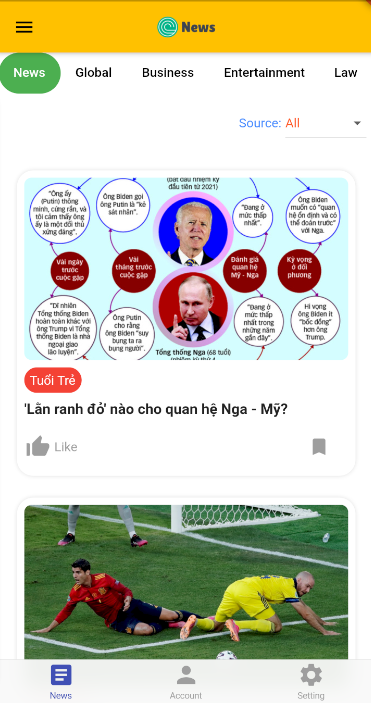 News
News Global Business Entertainment Law
Source: All
đầu tiên từ 2021)
"Ông ấy
(Putin) thông
minh, cứng rắn, và
tôi cảm thấy ông
ấy là một đối thủ
xứng đáng".
Ông Biden gọi
ông Putin là "kẻ
sát nhân".
"Đang ở
mức thấp
nhất".
Ông Biden muốn có "quan
hệ ổn định và có
thể đoán trước"
với Nga.
Vài ngày
trước
cuộc gặp
Vài
tháng trước
cuộc gặp
Đánh giá
quan hệ
Mỹ - Nga
Kỳ vọng ở
đối phương
"Dĩ nhiên
Tổng thống Biden
hoàn toàn khác với
ông Trump vì Tổng
thống Biden là nhà
ngoại giao
lão luyện".
Ông Putin
cho rằng
ông Biden "suy
bụng ta ra
bụng người".
"Đang ở
mức thấp
nhất trong
những năm
gần đây".
Hi vọng
ông Biden ít
"bốc đồng"
hơn ông
Trump.
Tổng thống Nga (68 tuổi)
Tuổi Trẻ
'Lằn ranh đỏ' nào cho quan hệ Nga - Mỹ?
Like
News Account Setting